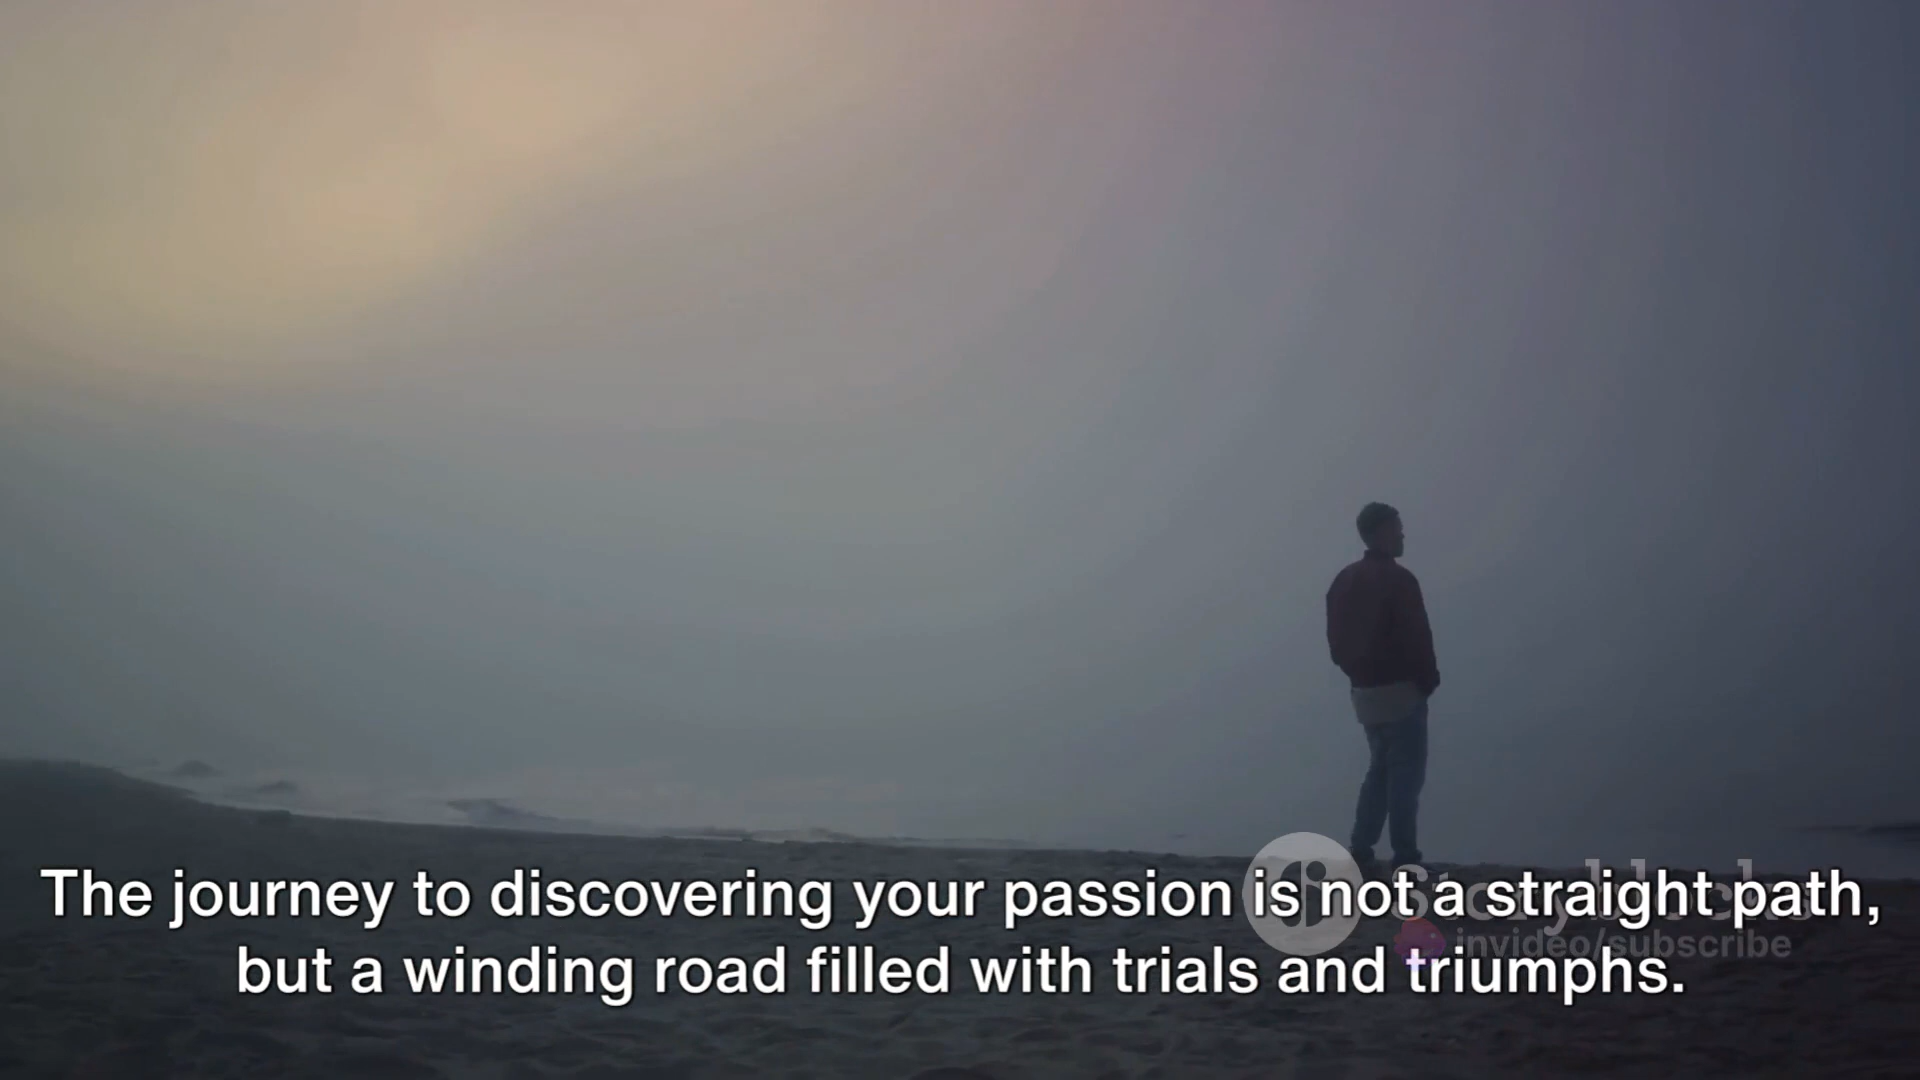 The journey to discovering your passion is not a straight path,
but a winding road filled with trials and triumphs.
Storyblocks
invideo/subscribe